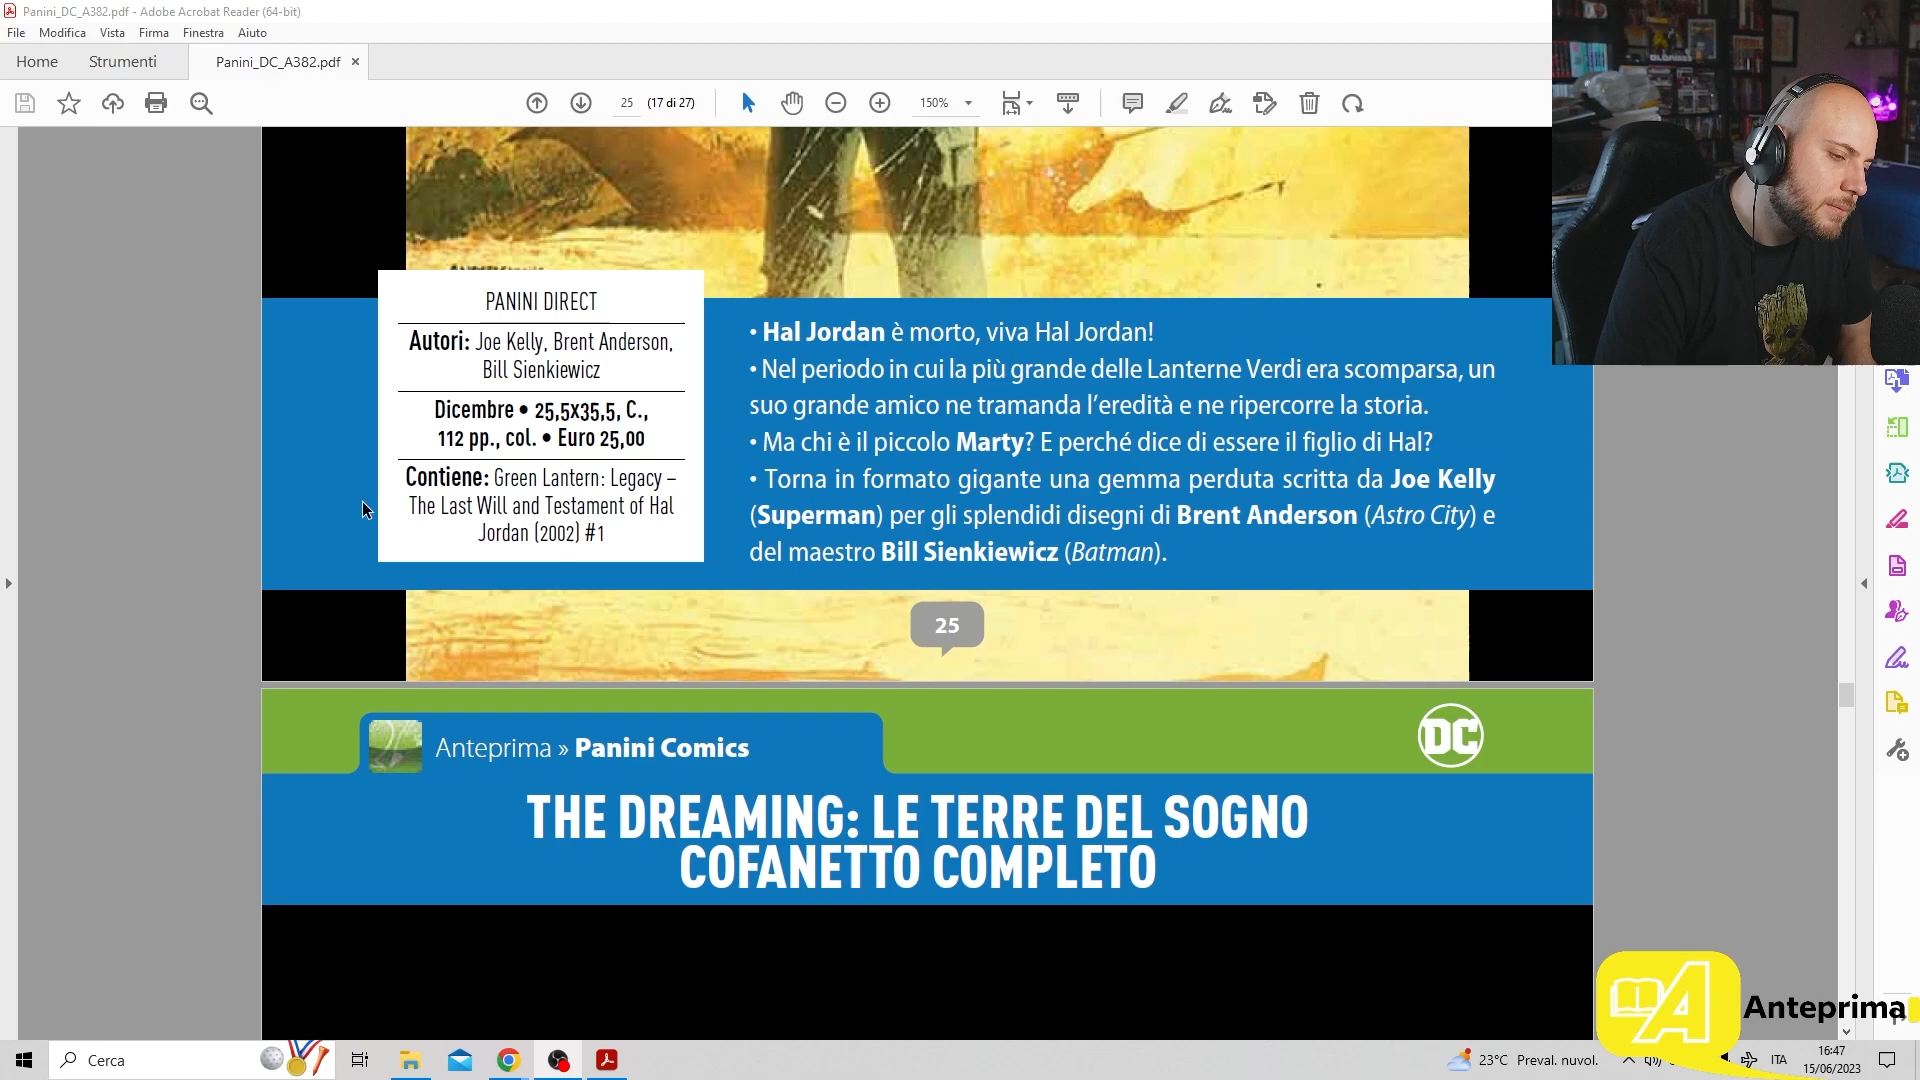 Panini_DC_A382.pdf - Adobe Acrobat Reader (64-bit)
File Modifica Vista Firma Finestra Aiuto
Home Strumenti Panini_DC_A382.pdf ×
25 (17 di 27) 150%
PANINI DIRECT
Autori: Joe Kelly, Brent Anderson,
Bill Sienkiewicz
Dicembre • 25,5x35,5, C.,
112 pp., col. • Euro 25,00
Contiene: Green Lantern: Legacy –
The Last Will and Testament of Hal
Jordan (2002) #1
• Hal Jordan è morto, viva Hal Jordan!
• Nel periodo in cui la più grande delle Lanterne Verdi era scomparsa, un
suo grande amico ne tramanda l'eredità e ne ripercorre la storia.
• Ma chi è il piccolo Marty? E perché dice di essere il figlio di Hal?
• Torna in formato gigante una gemma perduta scritta da Joe Kelly
(Superman) per gli splendidi disegni di Brent Anderson (Astro City) e
del maestro Bill Sienkiewicz (Batman).
25
Anteprima » Panini Comics
DC
THE DREAMING: LE TERRE DEL SOGNO
COFANETTO COMPLETO
A Anteprima
Cerca
23°C Preval. nuvol.
ITA
16:47
15/06/2023